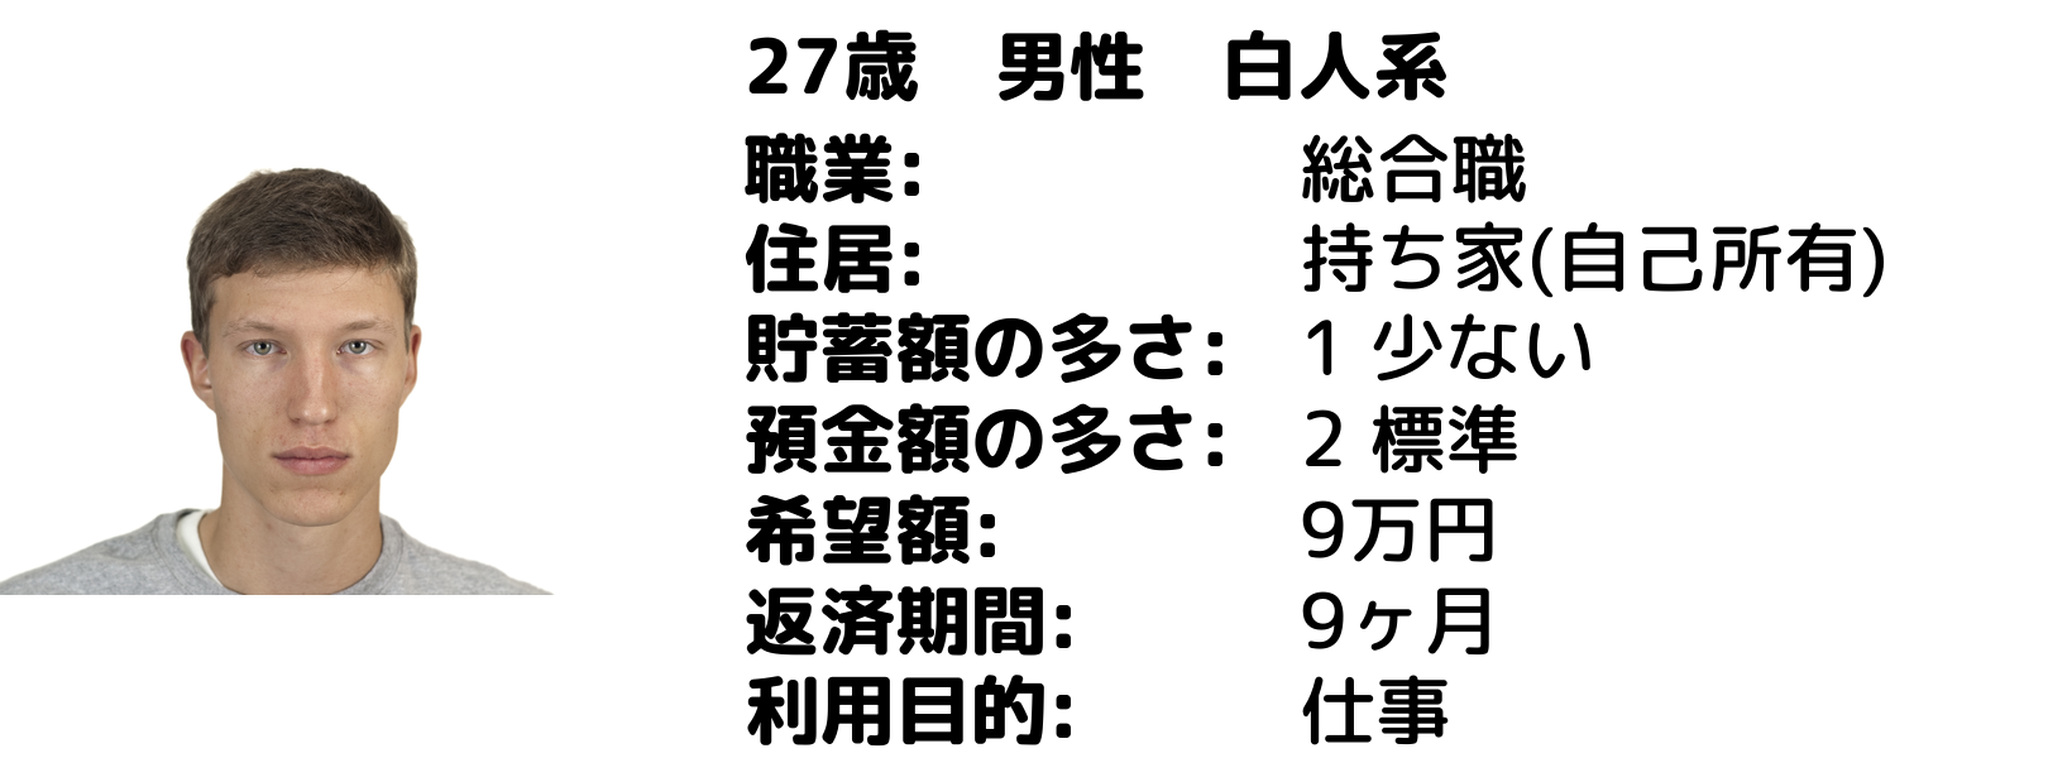 27歳　男性　白人系
職業: 総合職
住居: 持ち家(自己所有)
貯蓄額の多さ: 1 少ない
預金額の多さ: 2 標準
希望額: 9万円
返済期間: 9ヶ月
利用目的: 仕事